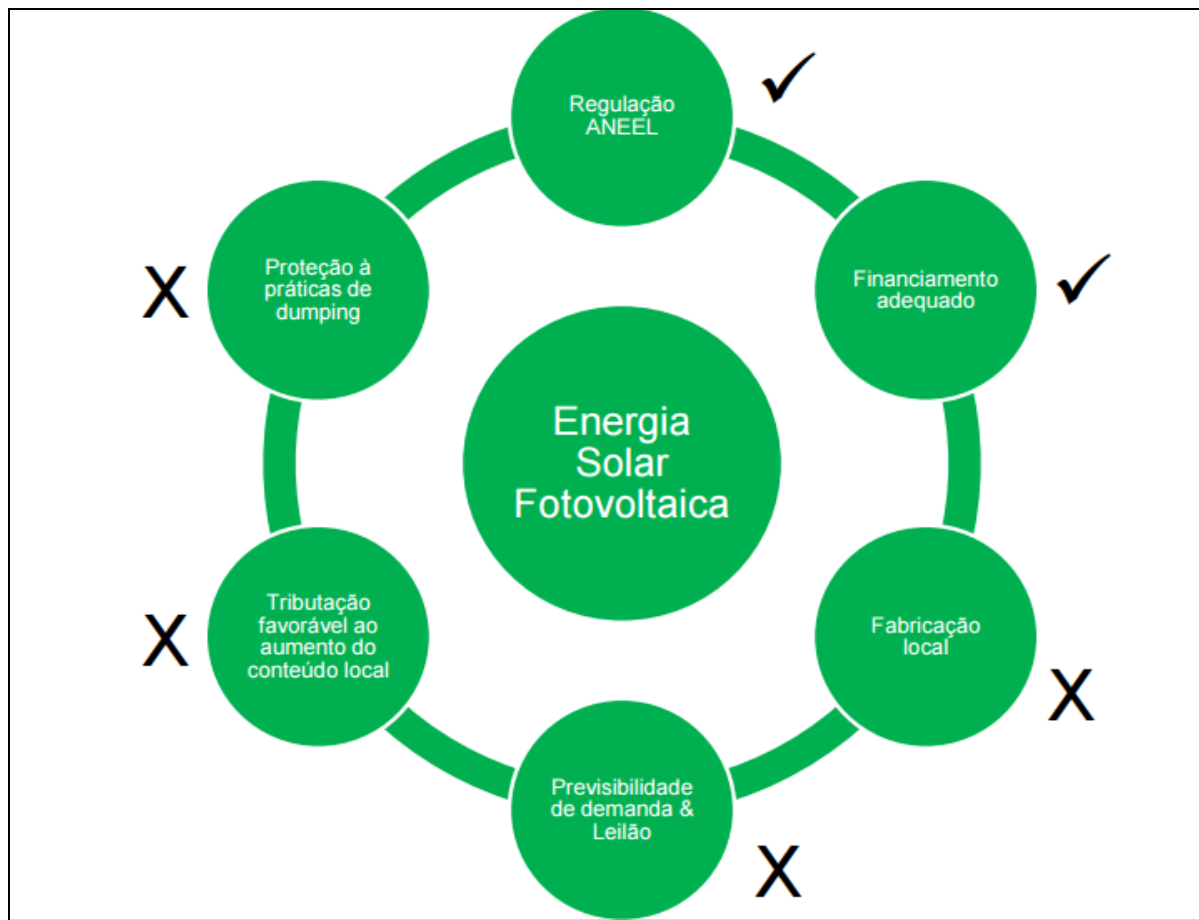 Regulação
ANEEL
✓
Financiamento
adequado
✓
Fabricação
local
X
Previsibilidade
de demanda &
Leilão
X
Tributação
favorável ao
aumento do
conteúdo local
X
Proteção à
práticas de
dumping
X
Energia
Solar
Fotovoltaica